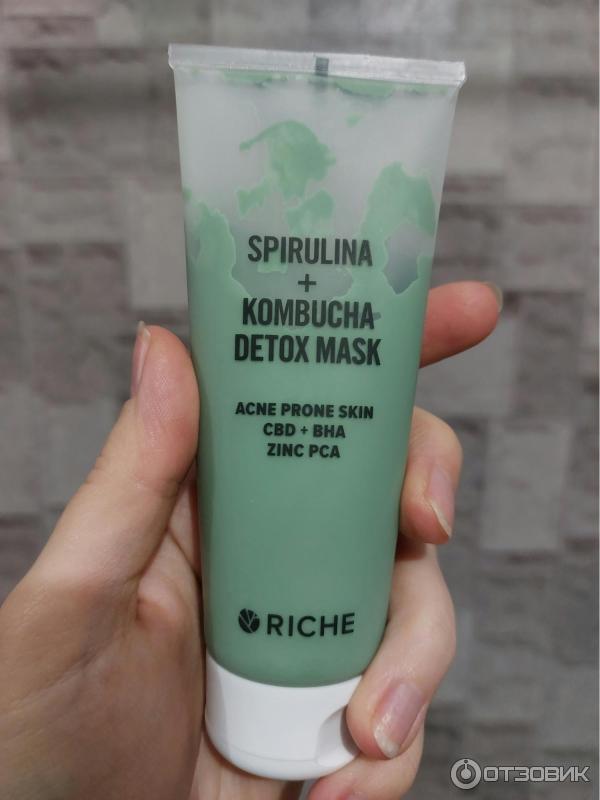 SPIRULINA
+
KOMBUCHA
DETOX MASK
ACNE PRONE SKIN
CBD + BHA
ZINC PCA
RICHE
ОТЗОВИК